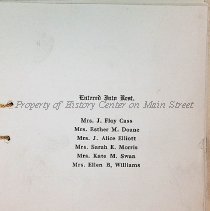 Entered Into Rest.
Property of History Center on Main Street
Mrs. J. Floy Cass
Mrs. Esther M. Doane
Mrs. J. Alice Elliott
Mrs. Sarah E. Morris
Mrs. Kate M. Swan
Mrs. Ellen B. Williams